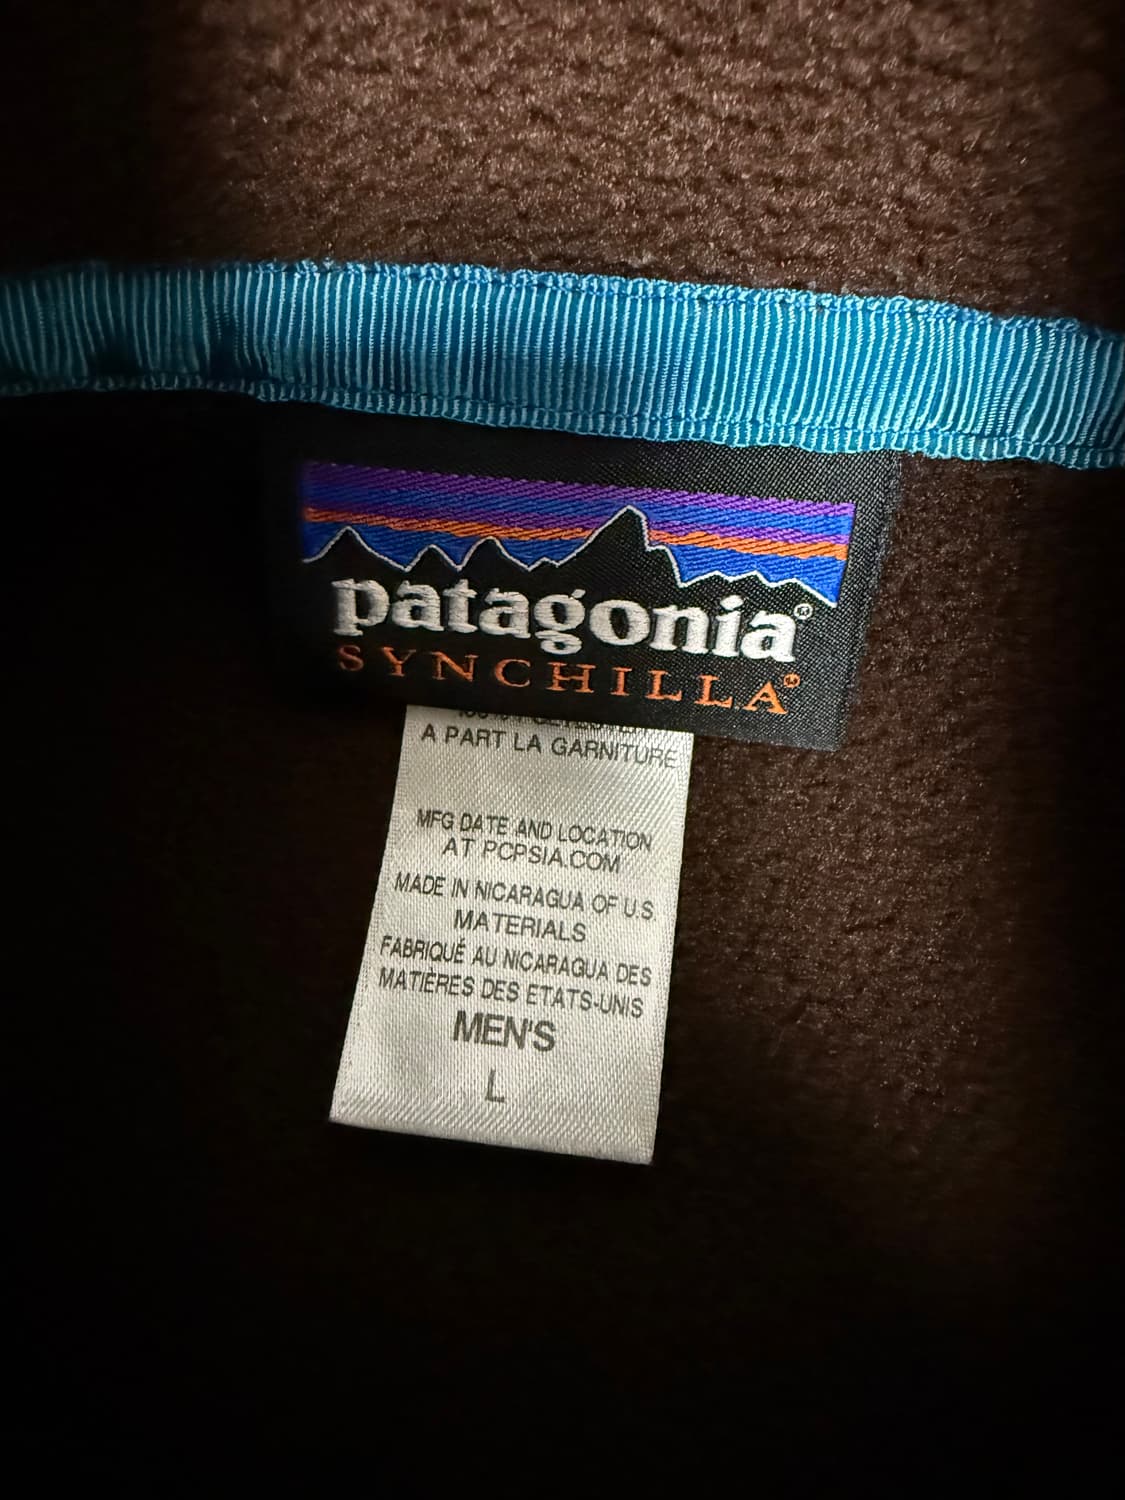 patagonia®
SYNCHILLA®
A PART LA GARNITURE
MFG DATE AND LOCATION
AT PCPSIA.COM
MADE IN NICARAGUA OF U.S.
MATERIALS
FABRIQUÉ AU NICARAGUA DES
MATIÈRES DES ETATS-UNIS
MEN'S
L